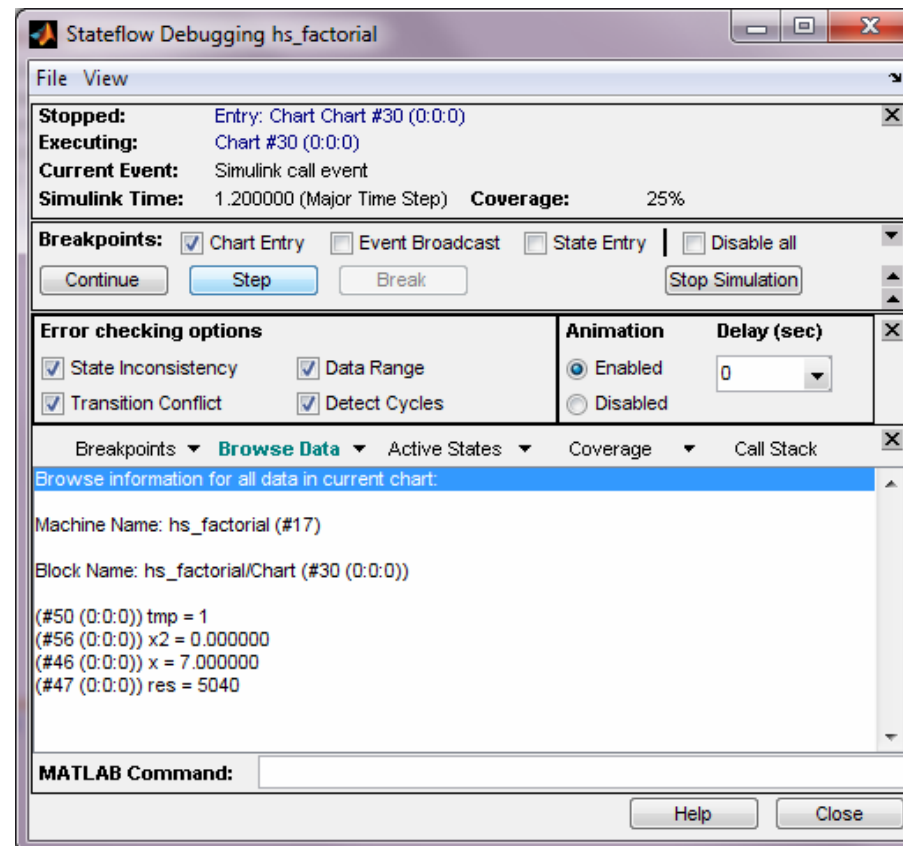 Stateflow Debugging hs_factorial
File View
Stopped: Entry: Chart Chart #30 (0:0:0)
Executing: Chart #30 (0:0:0)
Current Event: Simulink call event
Simulink Time: 1.200000 (Major Time Step) Coverage: 25%
Breakpoints: Chart Entry Event Broadcast State Entry Disable all
Continue Step Break Stop Simulation
Error checking options Animation Delay (sec)
State Inconsistency Data Range Enabled 0
Transition Conflict Detect Cycles Disabled
Breakpoints Browse Data Active States Coverage Call Stack
Browse information for all data in current chart:
Machine Name: hs_factorial (#17)
Block Name: hs_factorial/Chart (#30 (0:0:0))
(#50 (0:0:0)) tmp = 1
(#56 (0:0:0)) x2 = 0.000000
(#46 (0:0:0)) x = 7.000000
(#47 (0:0:0)) res = 5040
MATLAB Command:
Help Close